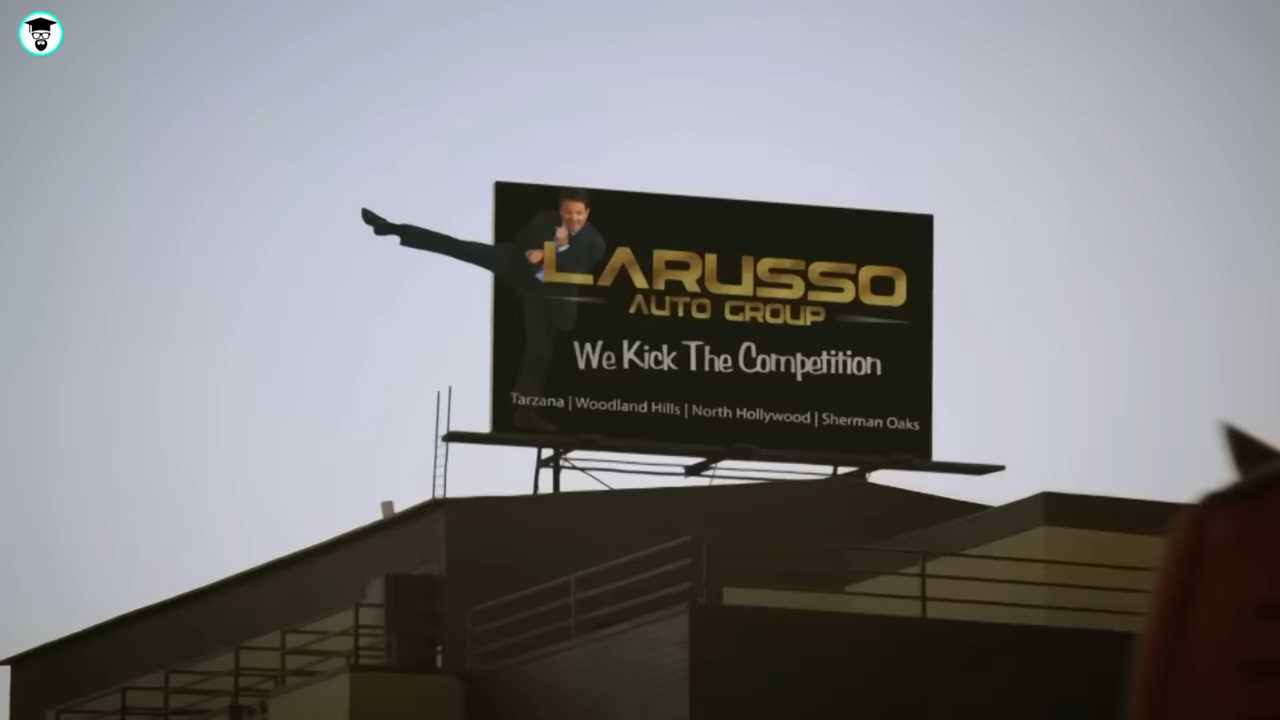 LARUSSO
AUTO GROUP
We Kick The Competition
Tarzana | Woodland Hills | North Hollywood | Sherman Oaks